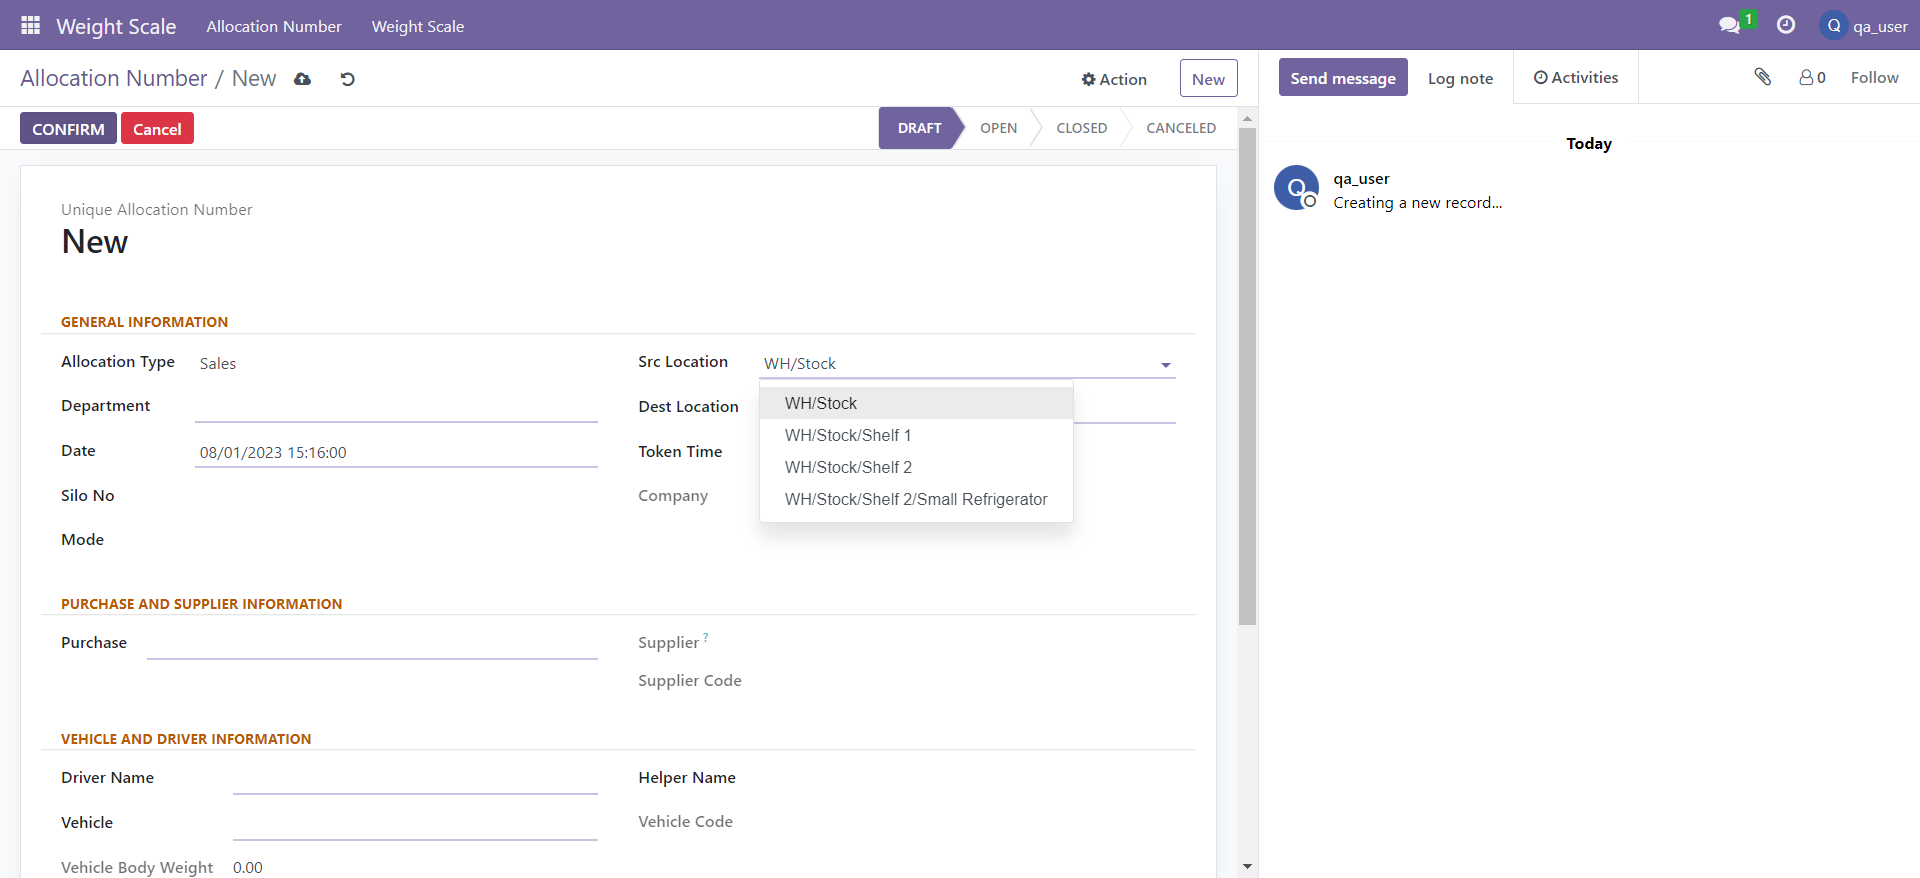 Weight Scale Allocation Number Weight Scale 1 Q qa_user
Allocation Number / New Action New
Send message Log note Activities 0 Follow
CONFIRM Cancel DRAFT OPEN CLOSED CANCELED
Today
Q qa_user
Creating a new record...
Unique Allocation Number
New
GENERAL INFORMATION
Allocation Type Sales Src Location WH/Stock
Department Dest Location
Date 08/01/2023 15:16:00 Token Time
Silo No Company
Mode
WH/Stock
WH/Stock/Shelf 1
WH/Stock/Shelf 2
WH/Stock/Shelf 2/Small Refrigerator
PURCHASE AND SUPPLIER INFORMATION
Purchase Supplier ?
Supplier Code
VEHICLE AND DRIVER INFORMATION
Driver Name Helper Name
Vehicle Vehicle Code
Vehicle Body Weight 0.00